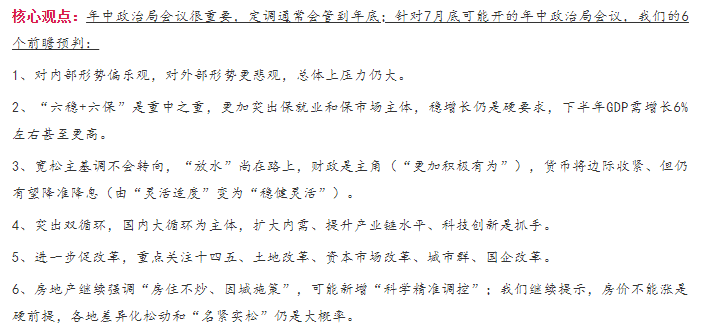 核心观点：年中政治局会议很重要，定调通常会管到年底；针对7月底可能开的年中政治局会议，我们的6
个前瞻预判：
1、对内部形势偏乐观，对外部形势更悲观，总体上压力仍大。
2、“六稳+六保”是重中之重，更加突出保就业和保市场主体，稳增长仍是硬要求，下半年GDP需增长6%
左右甚至更高。
3、宽松主基调不会转向，“放水”尚在路上，财政是主角（“更加积极有为”），货币将边际收紧、但仍
有望降准降息（由“灵活适度”变为“稳健灵活”）。
4、突出双循环，国内大循环为主体，扩大内需、提升产业链水平、科技创新是抓手。
5、进一步促改革，重点关注十四五、土地改革、资本市场改革、城市群、国企改革。
6、房地产继续强调“房住不炒、因城施策”，可能新增“科学精准调控”；我们继续提示，房价不能涨是
硬前提，各地差异化松动和“名紧实松”仍是大概率。